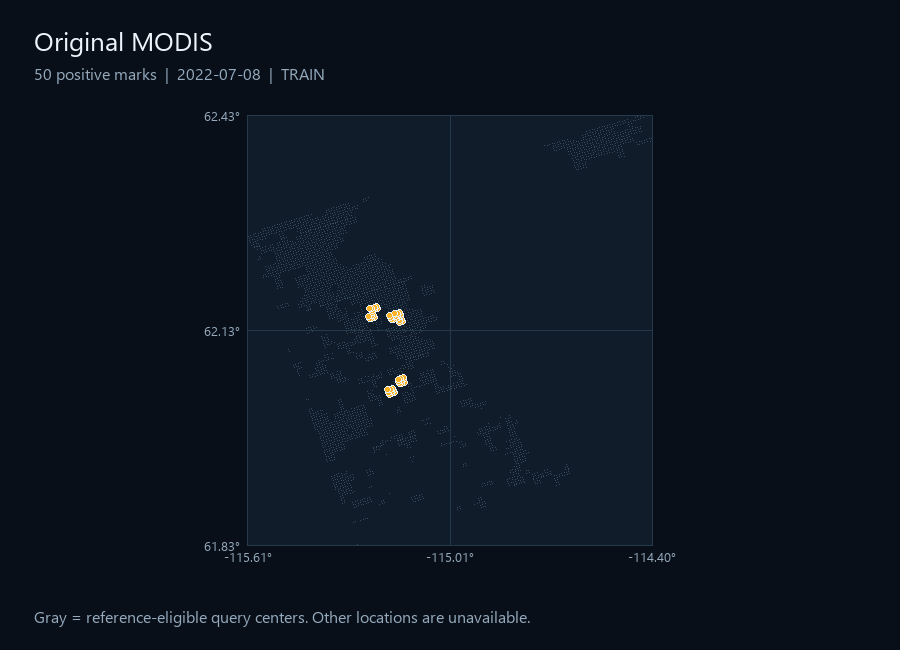 Original MODIS
50 positive marks | 2022-07-08 | TRAIN
62.43°
62.13°
61.83°
-115.61°
-115.01°
-114.40°
Gray = reference-eligible query centers. Other locations are unavailable.